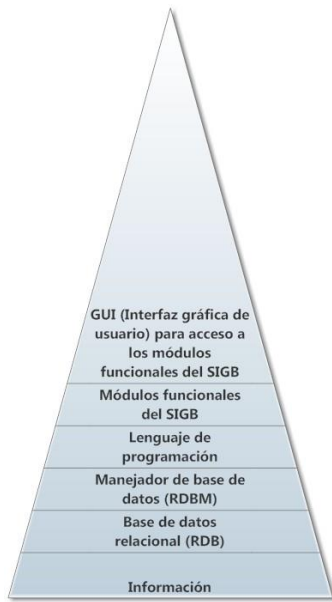 GUI (Interfaz gráfica de
usuario) para acceso a
los módulos
funcionales del SIGB
Módulos funcionales
del SIGB
Lenguaje de
programación
Manejador de base de
datos (RDBM)
Base de datos
relacional (RDB)
Información